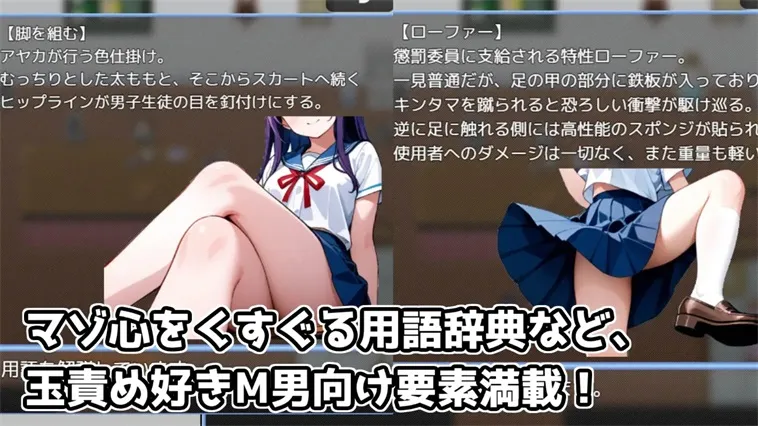 【脚を組む】
アヤカが行う色仕掛け。
むっちりとした太ももと、そこからスカートへ続く
ヒップラインが男子生徒の目を釘付けにする。
【ローファー】
懲罰委員に支給される特性ローファー。
一見普通だが、足の甲の部分に鉄板が入っており
キンタマを蹴られると恐ろしい衝撃が駆け巡る。
逆に足に触れる側には高性能のスポンジが貼られ
使用者へのダメージは一切なく、また重量も軽い
マゾ心をくすぐる用語辞典など、
玉責め好きM男向け要素満載！